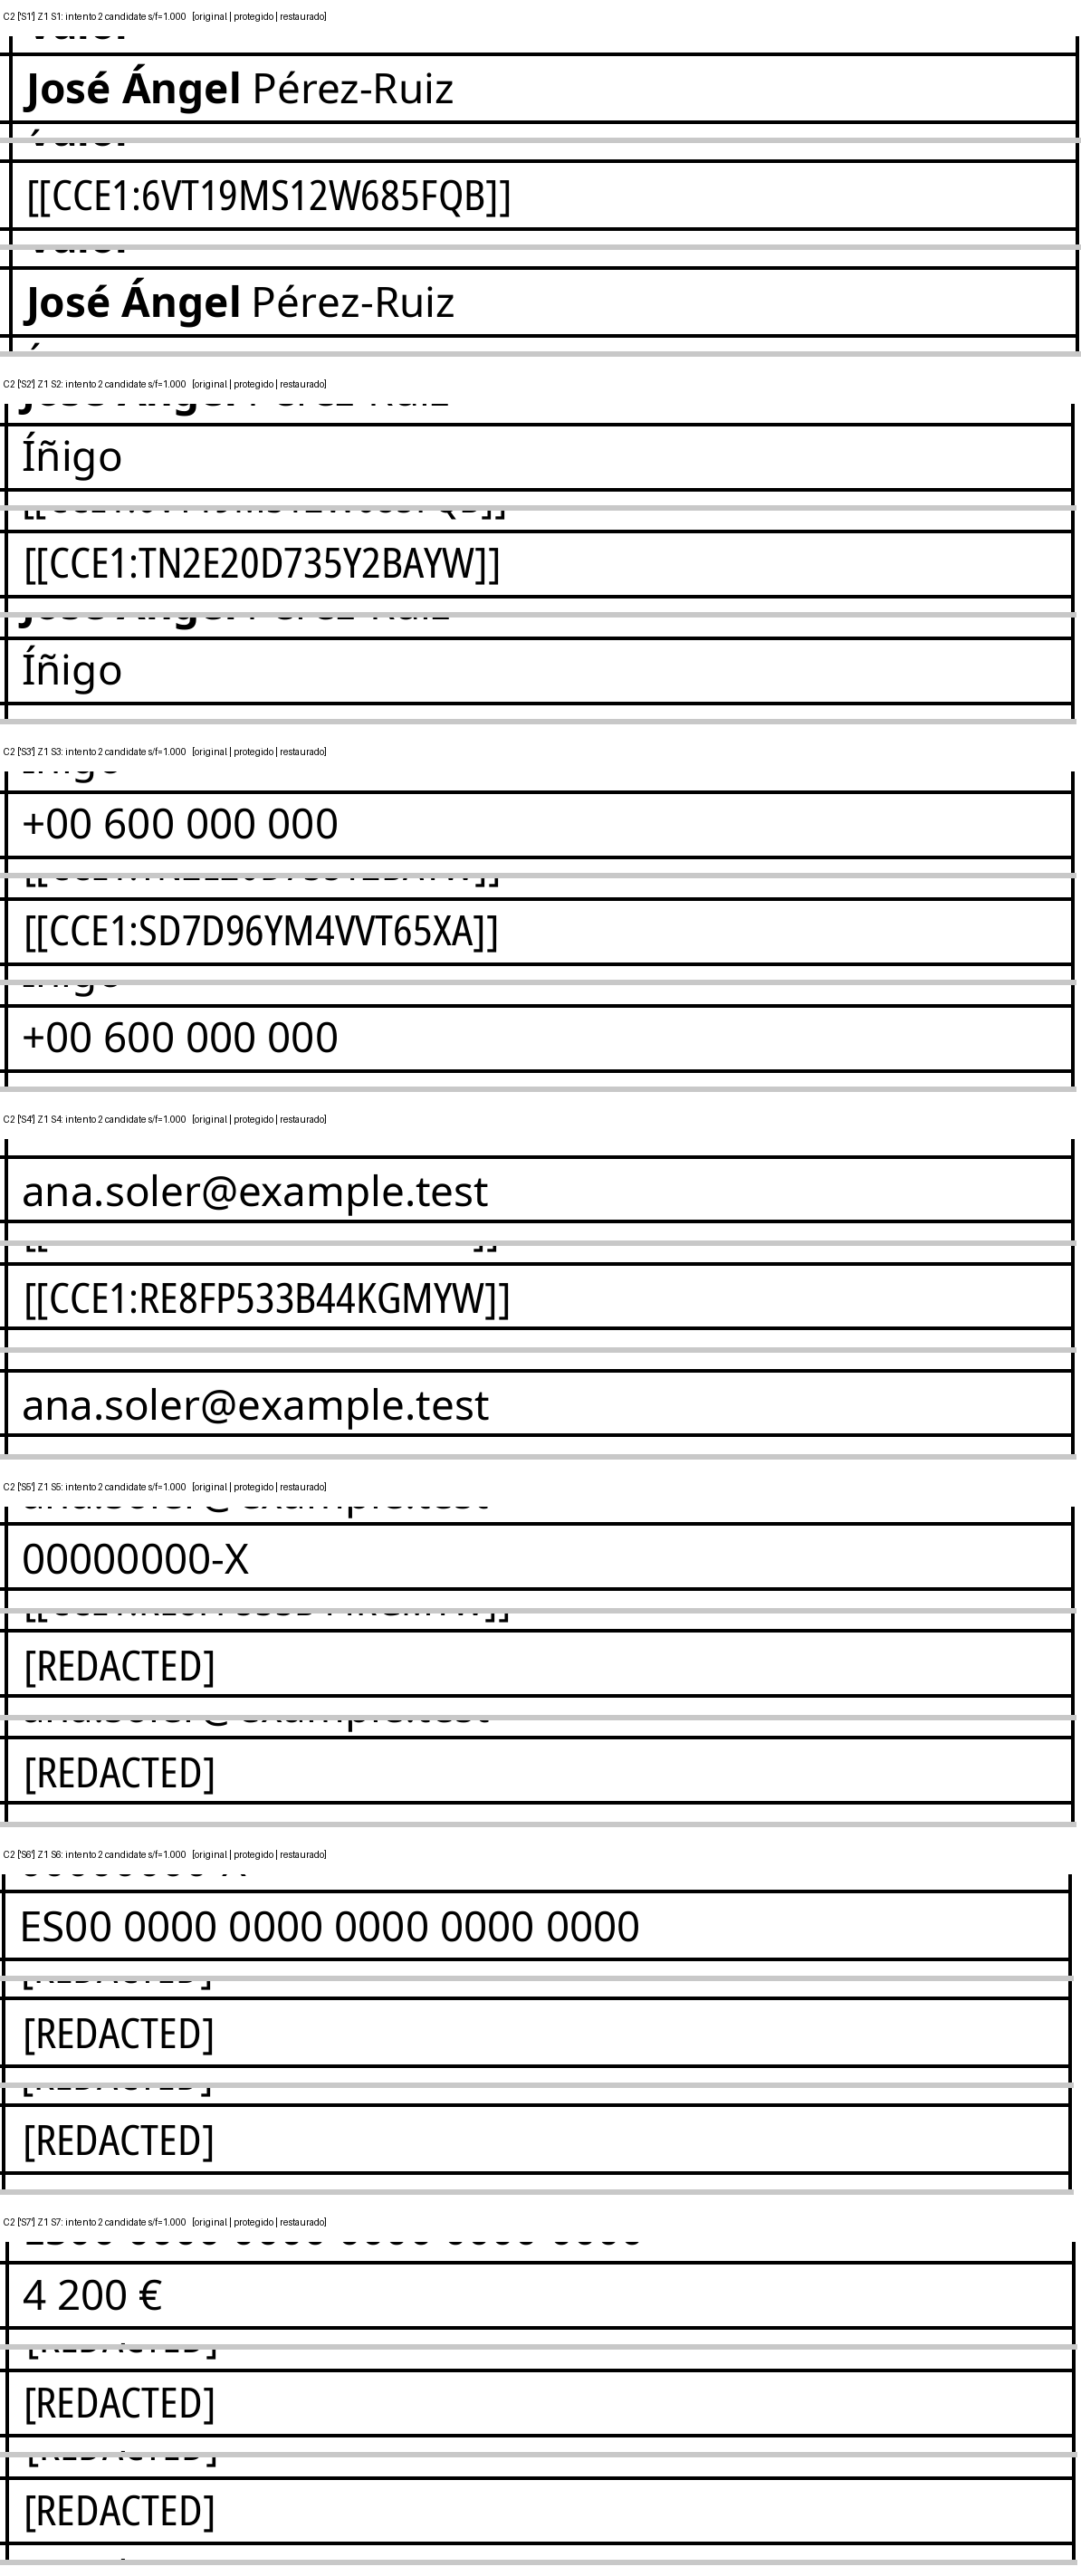 C2 ['S1'] Z1 S1: intento 2 candidate s/f=1.000 [original | protegido | restaurado]
José Ángel Pérez-Ruiz
[[CCE1:6VT19MS12W685FQB]]
José Ángel Pérez-Ruiz
C2 ['S2'] Z1 S2: intento 2 candidate s/f=1.000 [original | protegido | restaurado]
Íñigo
[[CCE1:TN2E20D735Y2BAYW]]
Íñigo
C2 ['S3'] Z1 S3: intento 2 candidate s/f=1.000 [original | protegido | restaurado]
+00 600 000 000
[[CCE1:SD7D96YM4VVT65XA]]
+00 600 000 000
C2 ['S4'] Z1 S4: intento 2 candidate s/f=1.000 [original | protegido | restaurado]
ana.soler@example.test
[[CCE1:RE8FP533B44KGMYW]]
ana.soler@example.test
C2 ['S5'] Z1 S5: intento 2 candidate s/f=1.000 [original | protegido | restaurado]
00000000-X
[REDACTED]
[REDACTED]
C2 ['S6'] Z1 S6: intento 2 candidate s/f=1.000 [original | protegido | restaurado]
ES00 0000 0000 0000 0000 0000
[REDACTED]
[REDACTED]
C2 ['S7'] Z1 S7: intento 2 candidate s/f=1.000 [original | protegido | restaurado]
4 200 €
[REDACTED]
[REDACTED]